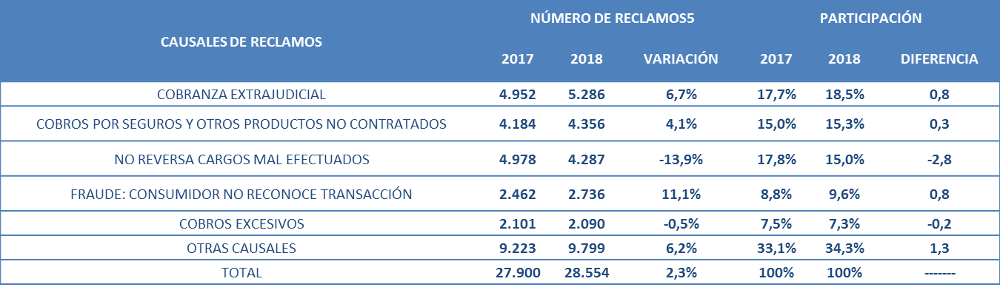 CAUSALES DE RECLAMOS NÚMERO DE RECLAMOS5 PARTICIPACIÓN
2017 2018 VARIACIÓN 2017 2018 DIFERENCIA
COBRANZA EXTRAJUDICIAL 4.952 5.286 6,7% 17,7% 18,5% 0,8
COBROS POR SEGUROS Y OTROS PRODUCTOS NO CONTRATADOS 4.184 4.356 4,1% 15,0% 15,3% 0,3
NO REVERSA CARGOS MAL EFECTUADOS 4.978 4.287 -13,9% 17,8% 15,0% -2,8
FRAUDE: CONSUMIDOR NO RECONOCE TRANSACCIÓN 2.462 2.736 11,1% 8,8% 9,6% 0,8
COBROS EXCESIVOS 2.101 2.090 -0,5% 7,5% 7,3% -0,2
OTRAS CAUSALES 9.223 9.799 6,2% 33,1% 34,3% 1,3
TOTAL 27.900 28.554 2,3% 100% 100% -------